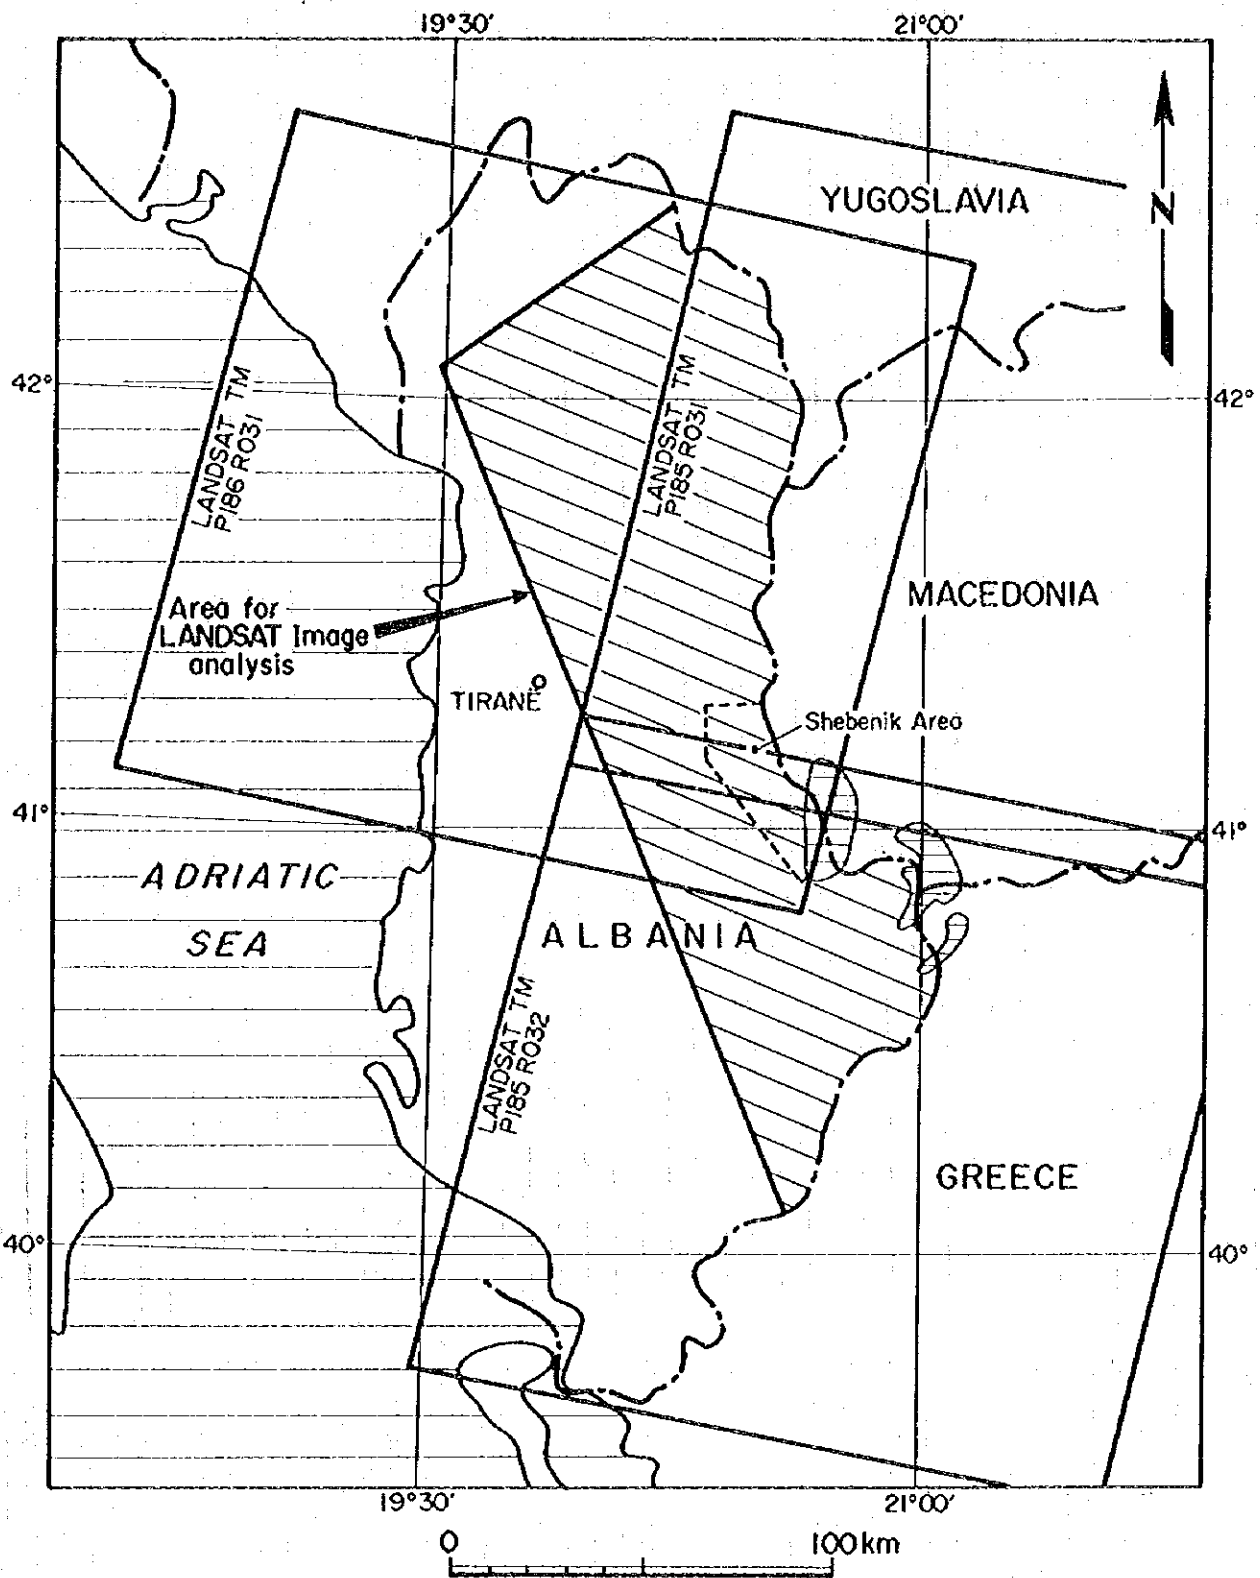 19°30'
21°00'
YUGOSLAVIA
N
42°
42°
LANDSAT TM
P186 R031
LANDSAT TM
P185 R031
MACEDONIA
Area for
LANDSAT Image
analysis
TIRANË
Shebenik Area
41°
41°
ADRIATIC
SEA
ALBANIA
LANDSAT TM
P185 R032
GREECE
40°
40°
19°30'
21°00'
0
100km